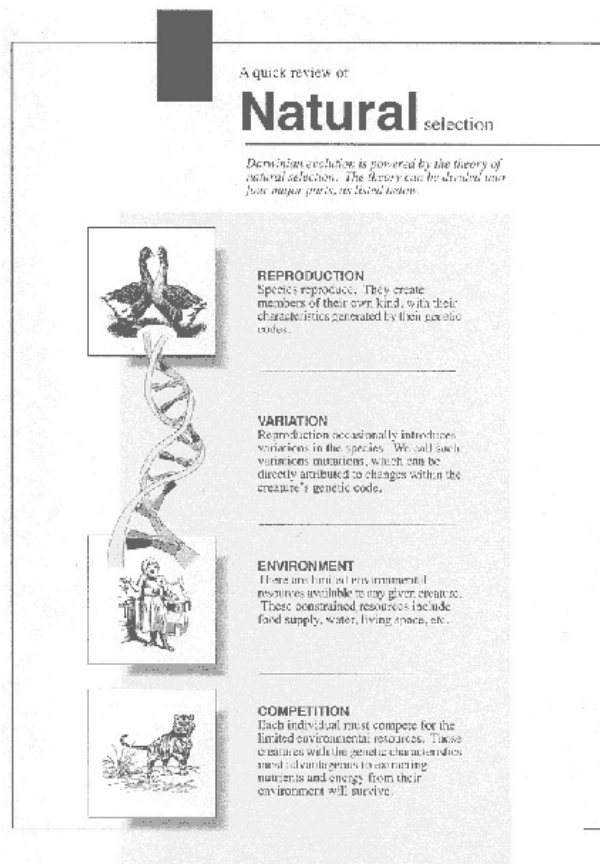 A quick review of
Natural selection
Darwinian evolution is powered by the theory of
natural selection. The theory can be divided into
four major parts, as listed below.
REPRODUCTION
Species reproduce. They create
members of their own kind, with their
characteristics generated by their genetic
codes.
VARIATION
Reproduction occasionally introduces
variations in the species. We call such
variations mutations, which can be
directly attributed to changes within the
creature's genetic code.
ENVIRONMENT
There are limited environmental
resources available to any given creature.
These constrained resources include
food supply, water, living space, etc.
COMPETITION
Each individual must compete for the
limited environmental resources. Those
creatures with the genetic characteristics
most advantageous to extracting
nutrients and energy from their
environment will survive.